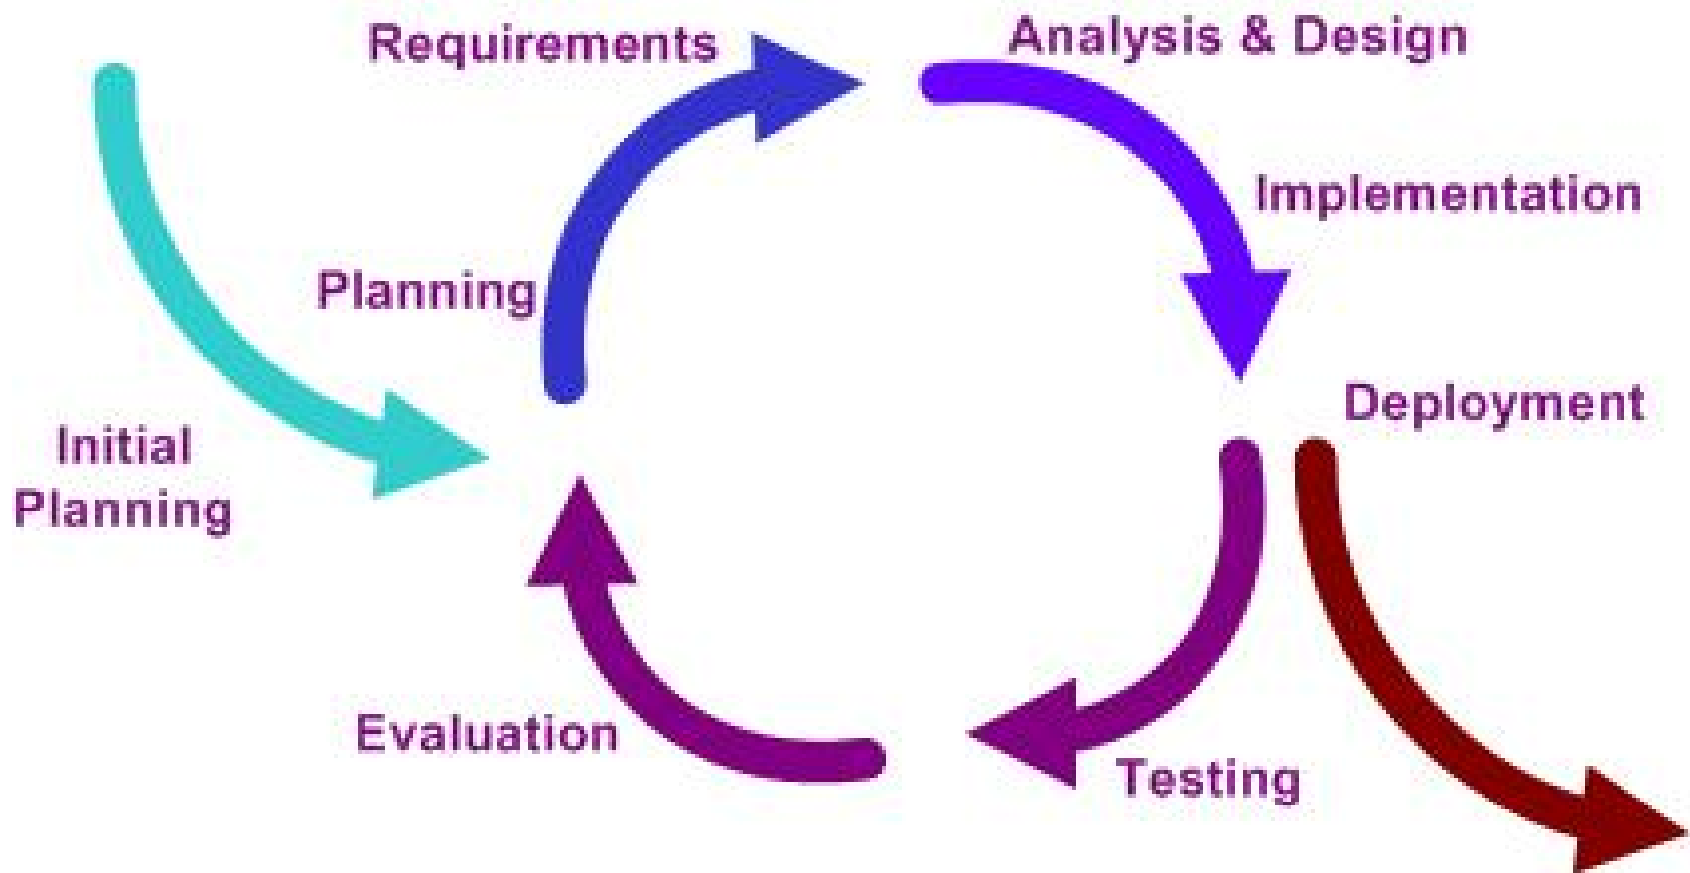 Requirements
Analysis & Design
Implementation
Planning
Deployment
Initial
Planning
Evaluation
Testing